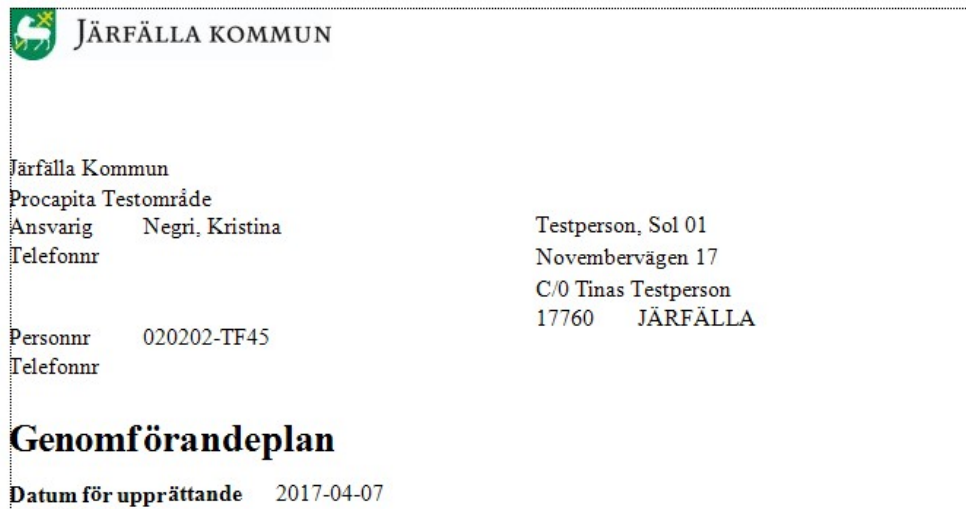 JÄRFÄLLA KOMMUN
Järfälla Kommun
Procapita Testområde
Ansvarig Negri, Kristina
Telefonnr
Testperson, Sol 01
Novembervägen 17
C/0 Tinas Testperson
17760 JÄRFÄLLA
Personnr 020202-TF45
Telefonnr
Genomförandeplan
Datum för upprättande 2017-04-07